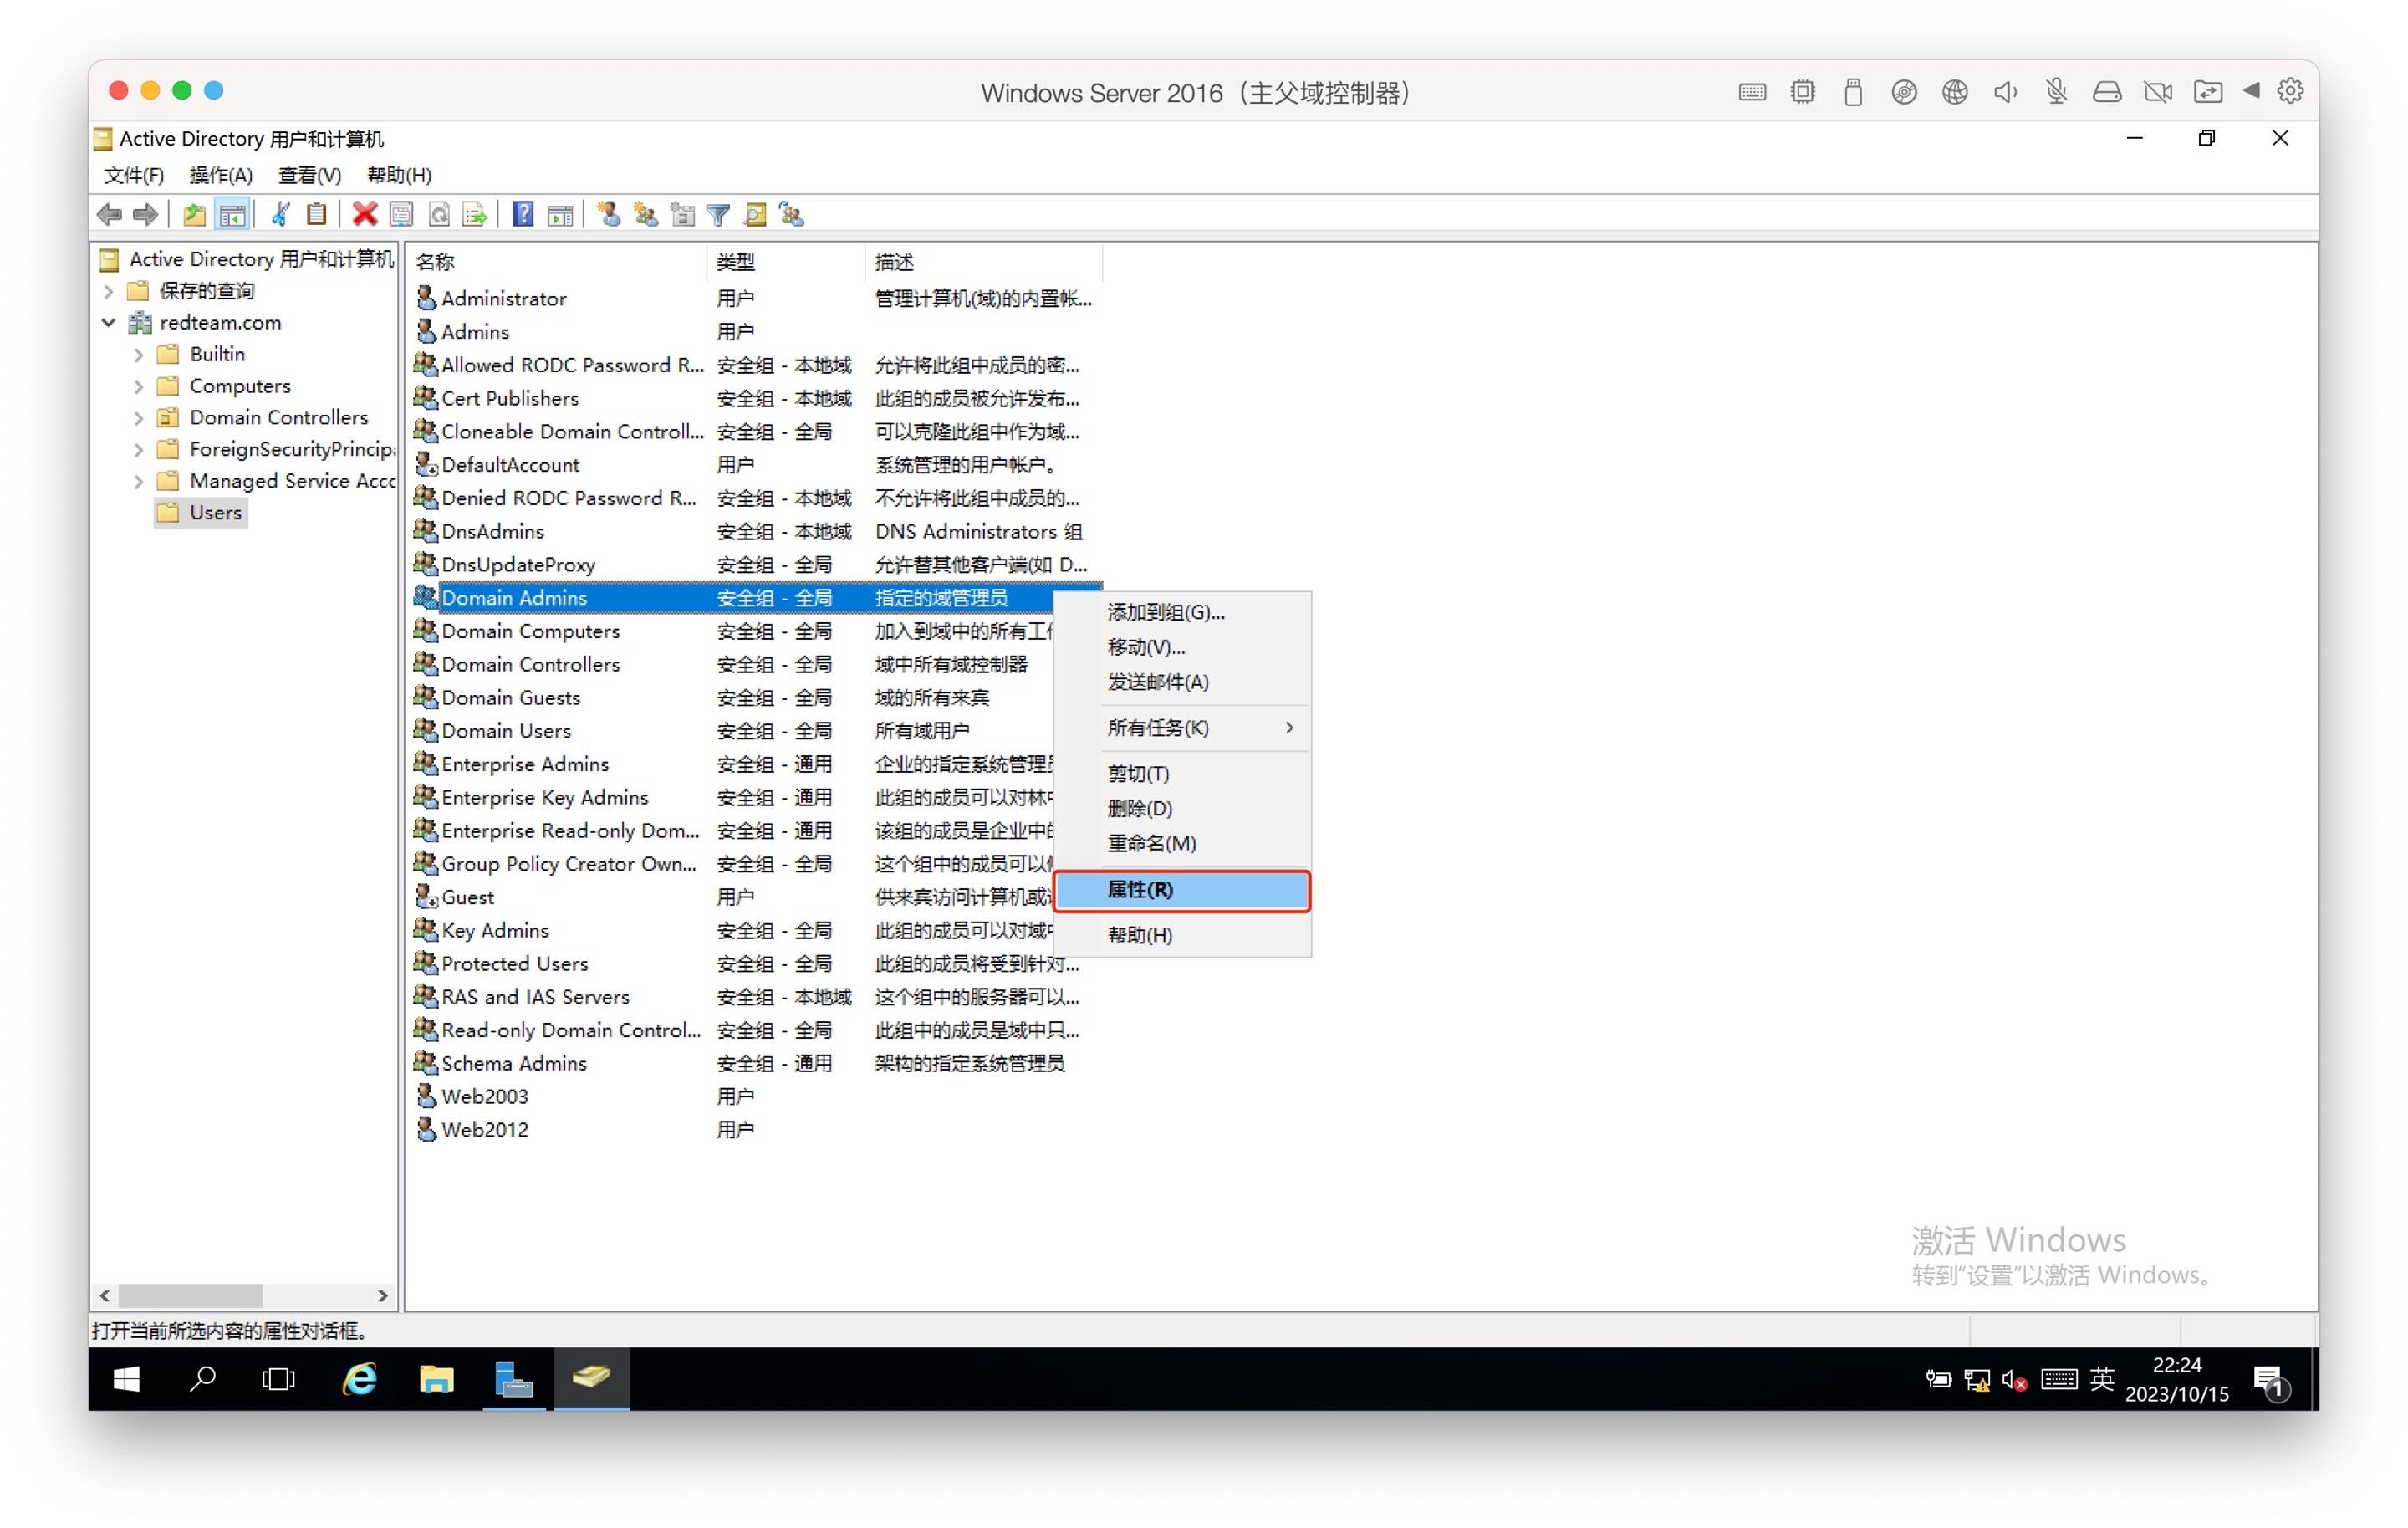 Windows Server 2016（主父域控制器）
Active Directory 用户和计算机
文件(F) 操作(A) 查看(V) 帮助(H)
Active Directory 用户和计算机
保存的查询
redteam.com
Builtin
Computers
Domain Controllers
ForeignSecurityPrincip
Managed Service Acc
Users
名称 类型 描述
Administrator 用户 管理计算机(域)的内置帐...
Admins 用户
Allowed RODC Password R... 安全组 - 本地域 允许将此组中成员的密...
Cert Publishers 安全组 - 本地域 此组的成员被允许发布...
Cloneable Domain Controll... 安全组 - 全局 可以克隆此组中作为域...
DefaultAccount 用户 系统管理的用户帐户。
Denied RODC Password R... 安全组 - 本地域 不允许将此组中成员的...
DnsAdmins 安全组 - 本地域 DNS Administrators 组
DnsUpdateProxy 安全组 - 全局 允许替其他客户端(如 D...
Domain Admins 安全组 - 全局 指定的域管理员
Domain Computers 安全组 - 全局 加入到域中的所有工
Domain Controllers 安全组 - 全局 域中所有域控制器
Domain Guests 安全组 - 全局 域的所有来宾
Domain Users 安全组 - 全局 所有域用户
Enterprise Admins 安全组 - 通用 企业的指定系统管理
Enterprise Key Admins 安全组 - 通用 此组的成员可以对林
Enterprise Read-only Dom... 安全组 - 通用 该组的成员是企业中
Group Policy Creator Own... 安全组 - 全局 这个组中的成员可以
Guest 用户 供来宾访问计算机或
Key Admins 安全组 - 全局 此组的成员可以对域
Protected Users 安全组 - 全局 此组的成员将受到针对...
RAS and IAS Servers 安全组 - 本地域 这个组中的服务器可以...
Read-only Domain Control... 安全组 - 全局 此组中的成员是域中只...
Schema Admins 安全组 - 通用 架构的指定系统管理员
Web2003 用户
Web2012 用户
添加到组(G)...
移动(V)...
发送邮件(A)
所有任务(K)
剪切(T)
删除(D)
重命名(M)
属性(R)
帮助(H)
激活 Windows
转到“设置”以激活 Windows。
打开当前所选内容的属性对话框。
英
22:24
2023/10/15
1